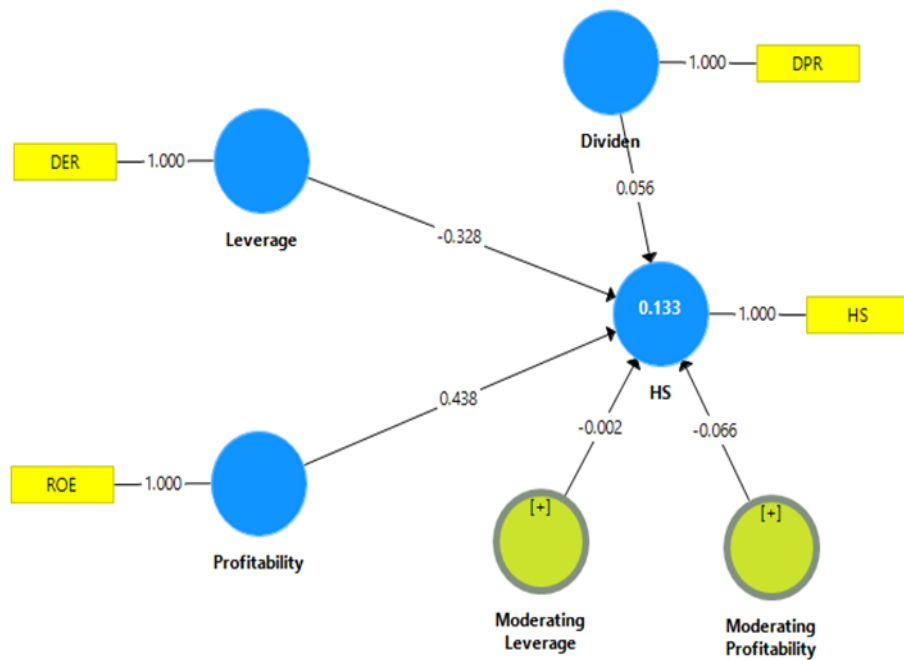 1.000
DPR
Dividen
DER
1.000
Leverage
0.056
-0.328
0.133
1.000
HS
HS
0.438
-0.002
-0.066
ROE
1.000
Profitability
[+]
[+]
Moderating
Leverage
Moderating
Profitability